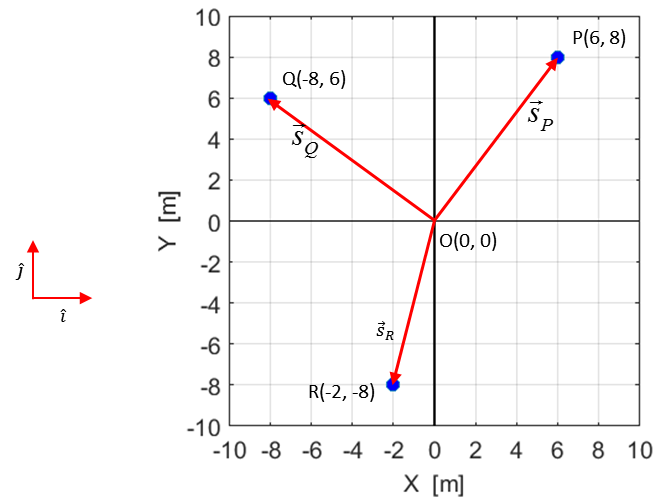 10
8
6
4
2
0
-2
-4
-6
-8
-10
Y [m]
P(6, 8)
Q(-8, 6)
s⃗_P
s⃗_Q
O(0, 0)
ĵ
î
s⃗_R
R(-2, -8)
-10 -8 -6 -4 -2 0 2 4 6 8 10
X [m]